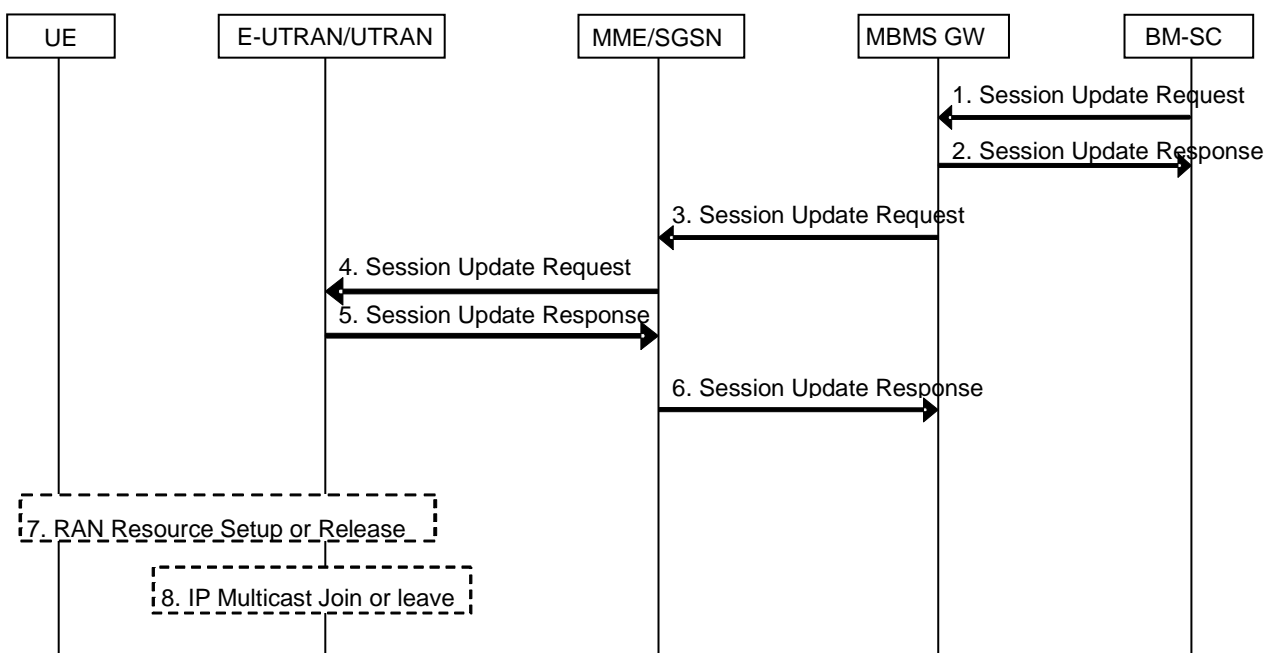 UE
E-UTRAN/UTRAN
MME/SGSN
MBMS GW
BM-SC
1. Session Update Request
2. Session Update Response
3. Session Update Request
4. Session Update Request
5. Session Update Response
6. Session Update Response
7. RAN Resource Setup or Release
8. IP Multicast Join or leave